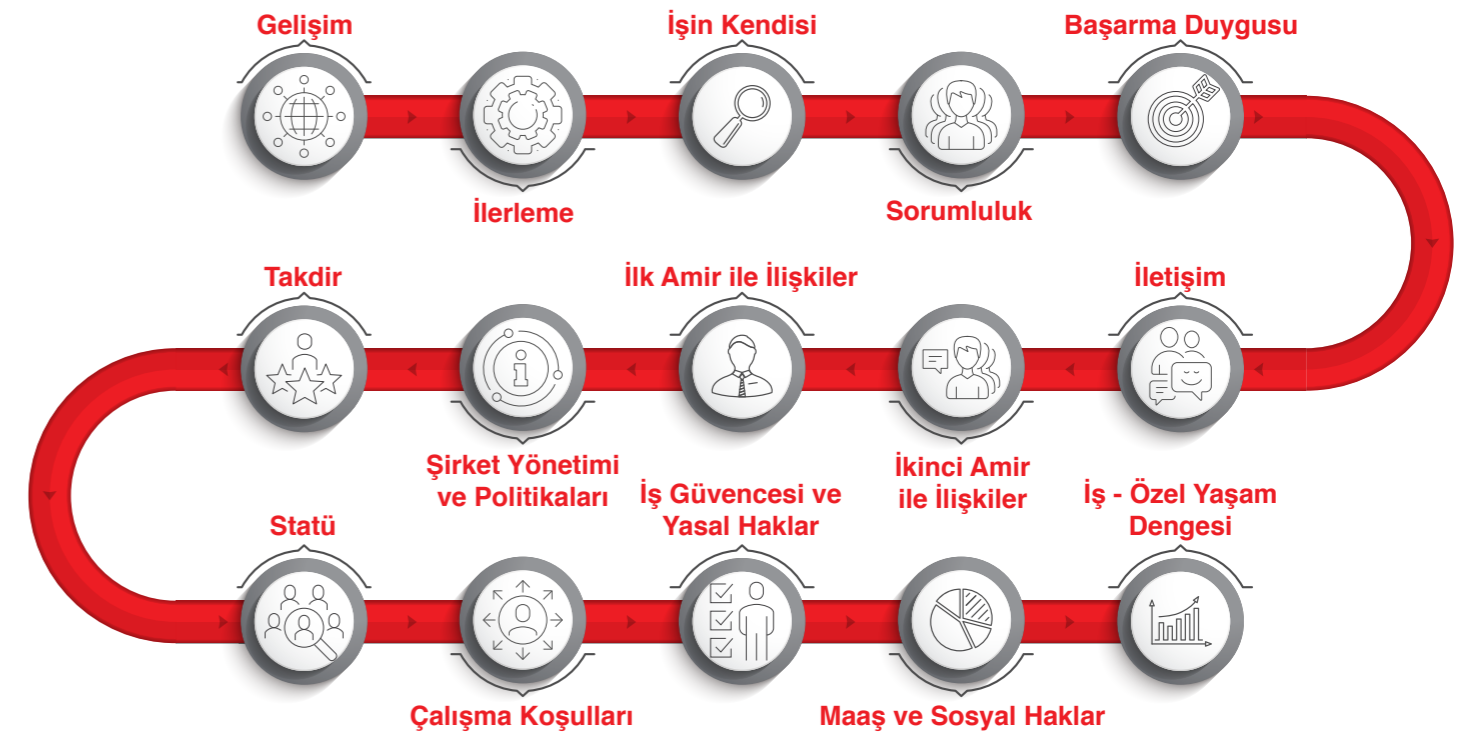 Gelişim
İlerleme
İşin Kendisi
Sorumluluk
Başarma Duygusu
İletişim
İkinci Amir
ile İlişkiler
İlk Amir ile İlişkiler
Şirket Yönetimi
ve Politikaları
Takdir
Statü
Çalışma Koşulları
İş Güvencesi ve
Yasal Haklar
Maaş ve Sosyal Haklar
İş - Özel Yaşam
Dengesi